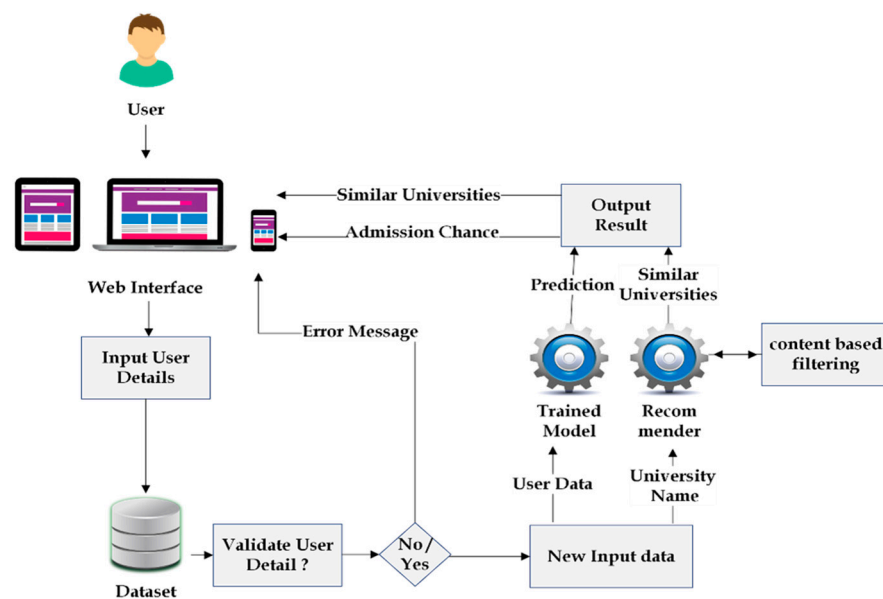 User
Similar Universities
Output
Result
Admission Chance
Web Interface
Prediction
Similar
Universities
Error Message
Input User
Details
content based
filtering
Trained
Model
Recom
mender
User Data
University
Name
Validate User
Detail ?
No/
Yes
New Input data
Dataset